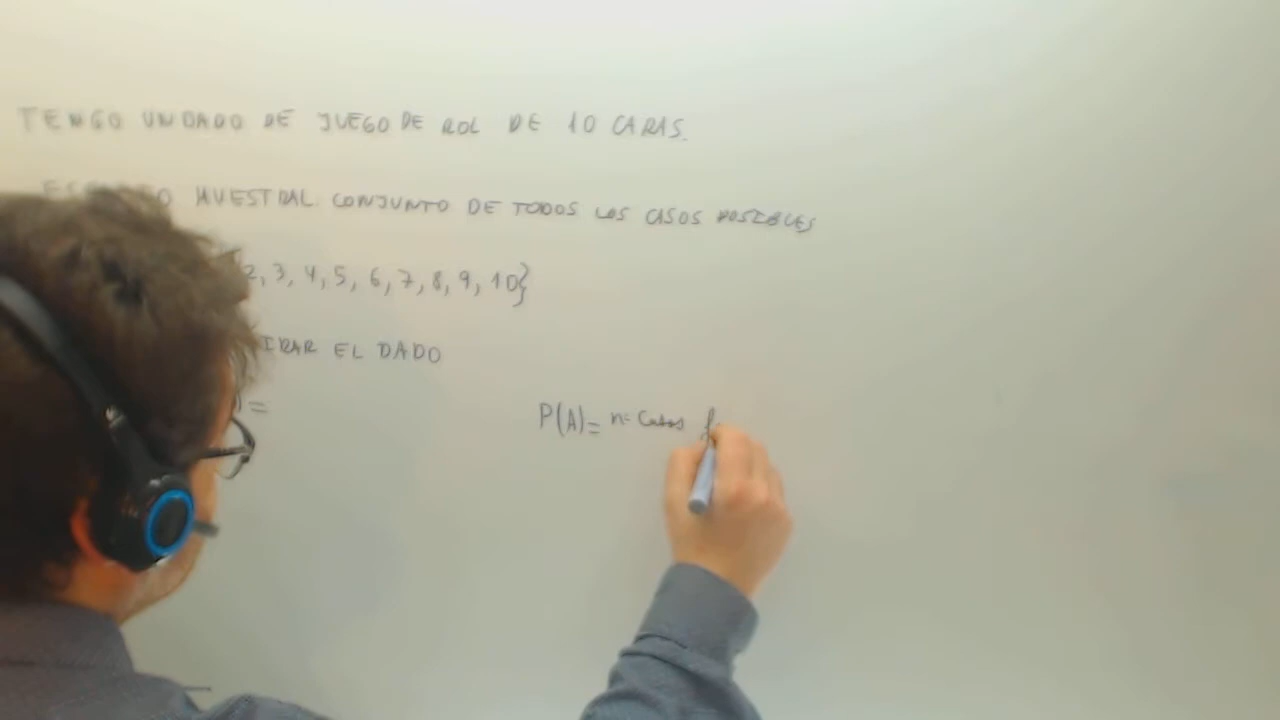 TENGO UN DADO DE JUEGO DE ROL DE 10 CARAS.
MUESTRAL. CONJUNTO DE TODOS LOS CASOS POSIBLES
2, 3, 4, 5, 6, 7, 8, 9, 10}
IRAR EL DADO
) =
P(A) = nº Casos f